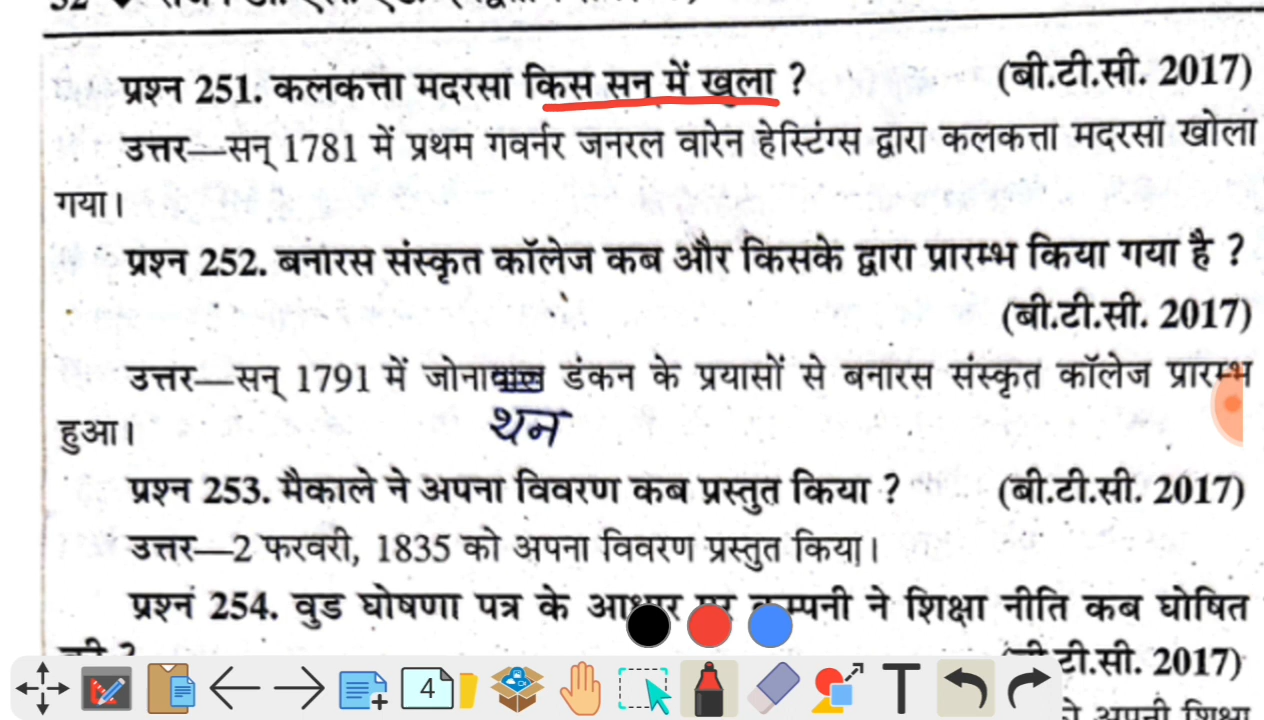 प्रश्न 251. कलकत्ता मदरसा किस सन् में खुला ? (बी.टी.सी. 2017)
उत्तर—सन् 1781 में प्रथम गवर्नर जनरल वारेन हेस्टिंग्स द्वारा कलकत्ता मदरसा खोला
गया।
प्रश्न 252. बनारस संस्कृत कॉलेज कब और किसके द्वारा प्रारम्भ किया गया है ?
(बी.टी.सी. 2017)
उत्तर—सन् 1791 में जोनाथाल डंकन के प्रयासों से बनारस संस्कृत कॉलेज प्रारम्भ
थन
हुआ।
प्रश्न 253. मैकाले ने अपना विवरण कब प्रस्तुत किया ? (बी.टी.सी. 2017)
उत्तर—2 फरवरी, 1835 को अपना विवरण प्रस्तुत किया।
प्रश्न 254. वुड घोषणा पत्र के आधार पर कम्पनी ने शिक्षा नीति कब घोषित
की ? टी.सी. 2017)
4 T
अपनी शिक्षा